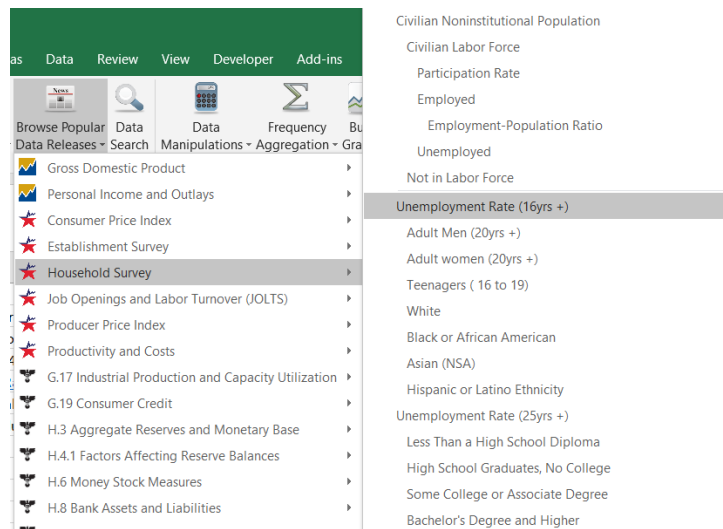 as Data Review View Developer Add-ins
News
Browse Popular Data Data Frequency Bu
Data Releases Search Manipulations Aggregation Gra
Gross Domestic Product
Personal Income and Outlays
Consumer Price Index
Establishment Survey
Household Survey
Job Openings and Labor Turnover (JOLTS)
Producer Price Index
Productivity and Costs
G.17 Industrial Production and Capacity Utilization
G.19 Consumer Credit
H.3 Aggregate Reserves and Monetary Base
H.4.1 Factors Affecting Reserve Balances
H.6 Money Stock Measures
H.8 Bank Assets and Liabilities
Civilian Noninstitutional Population
Civilian Labor Force
Participation Rate
Employed
Employment-Population Ratio
Unemployed
Not in Labor Force
Unemployment Rate (16yrs +)
Adult Men (20yrs +)
Adult women (20yrs +)
Teenagers ( 16 to 19)
White
Black or African American
Asian (NSA)
Hispanic or Latino Ethnicity
Unemployment Rate (25yrs +)
Less Than a High School Diploma
High School Graduates, No College
Some College or Associate Degree
Bachelor's Degree and Higher